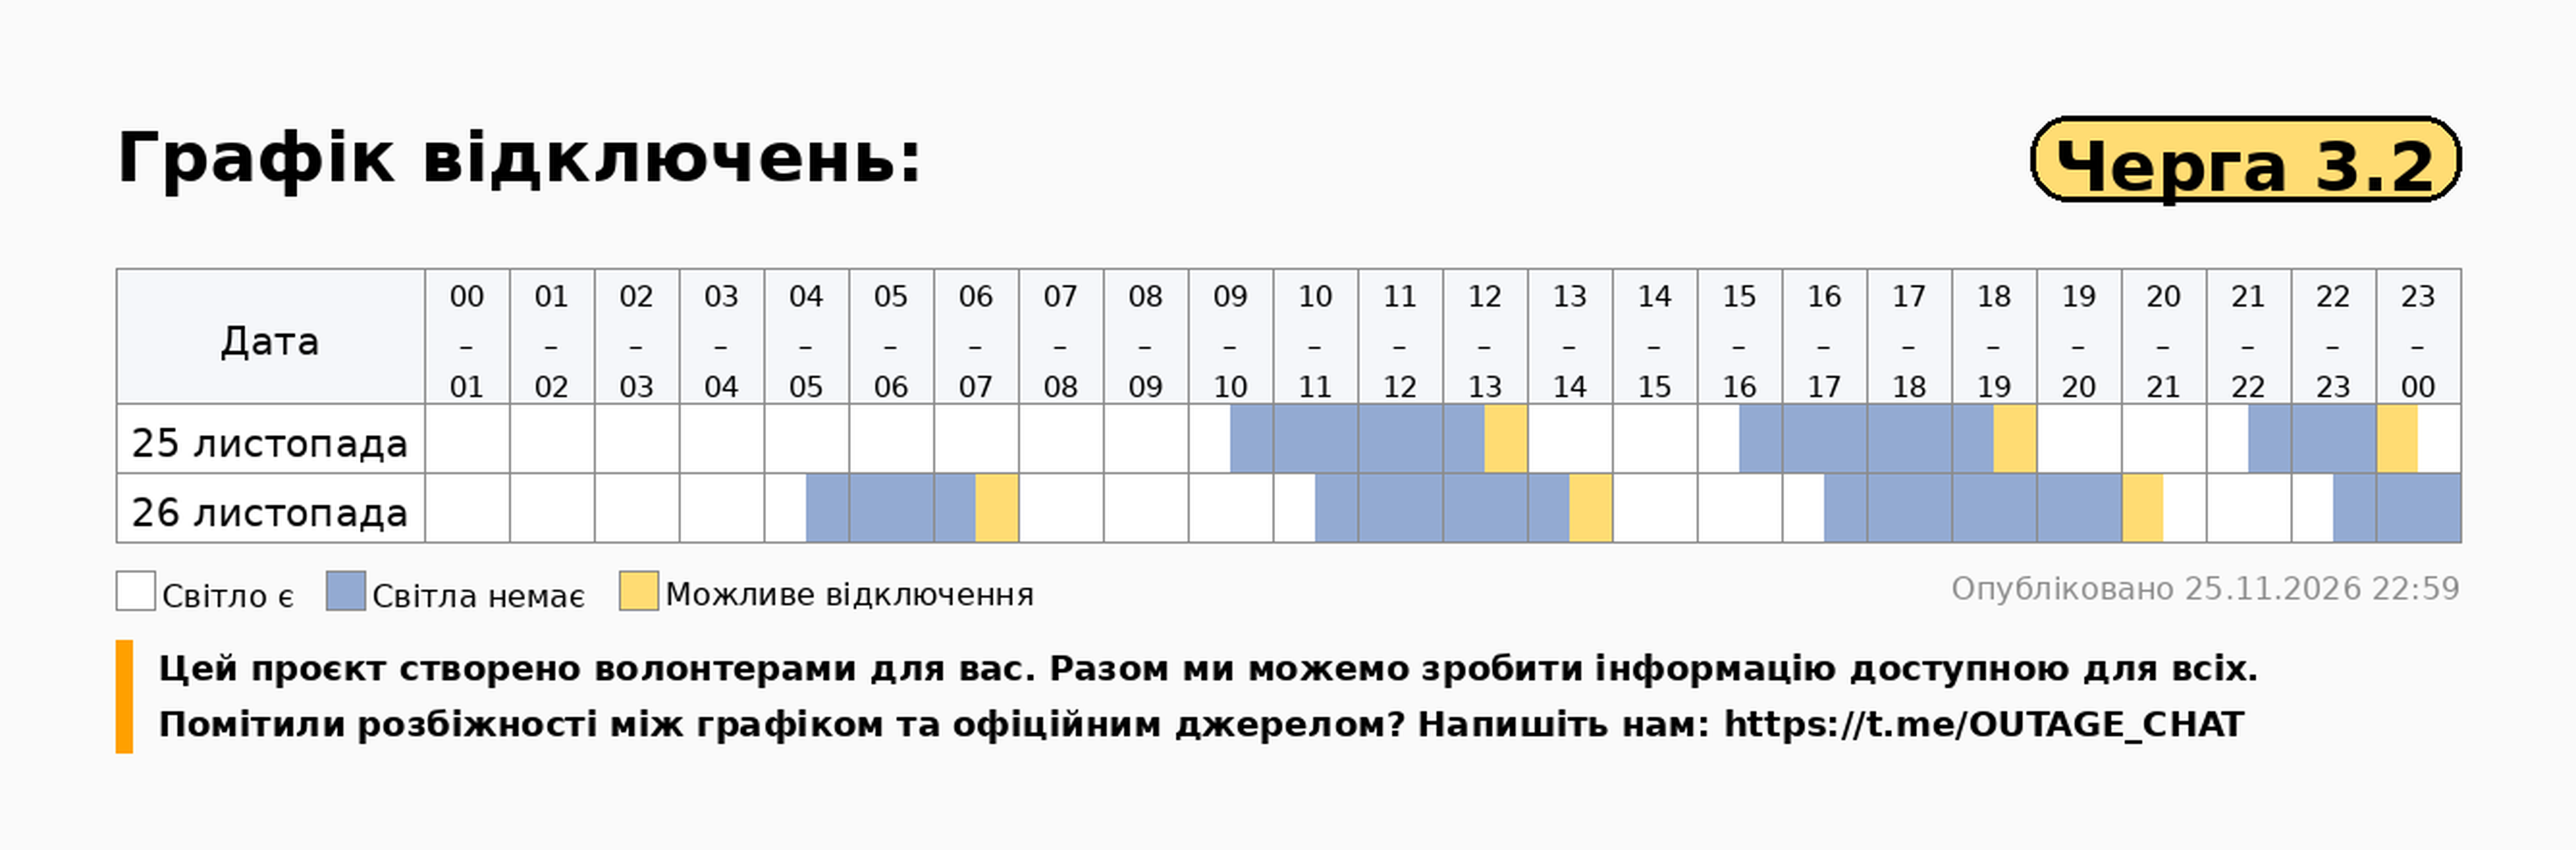 Графік відключень:
Черга 3.2
Дата
00 – 01
01 – 02
02 – 03
03 – 04
04 – 05
05 – 06
06 – 07
07 – 08
08 – 09
09 – 10
10 – 11
11 – 12
12 – 13
13 – 14
14 – 15
15 – 16
16 – 17
17 – 18
18 – 19
19 – 20
20 – 21
21 – 22
22 – 23
23 – 00
25 листопада
26 листопада
Світло є
Світла немає
Можливе відключення
Опубліковано 25.11.2026 22:59
Цей проєкт створено волонтерами для вас. Разом ми можемо зробити інформацію доступною для всіх.
Помітили розбіжності між графіком та офіційним джерелом? Напишіть нам: https://t.me/OUTAGE_CHAT